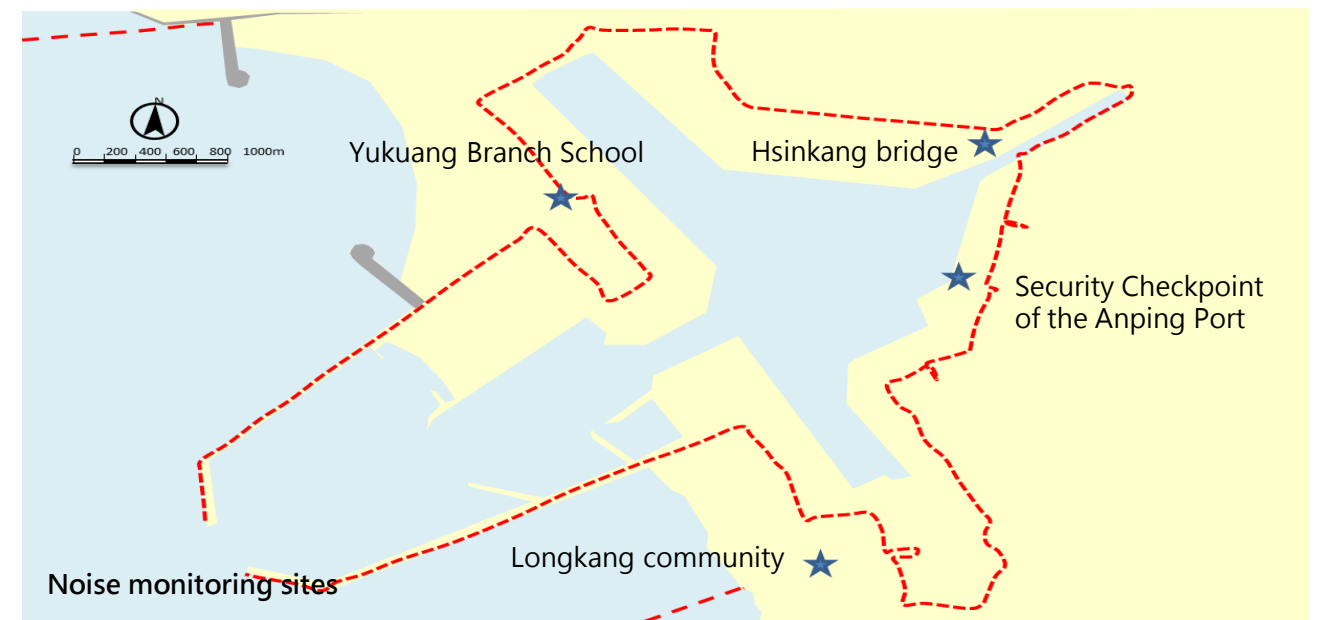 N
0 200 400 600 800 1000m
Yukuang Branch School
Hsinkang bridge
Security Checkpoint
of the Anping Port
Longkang community
Noise monitoring sites